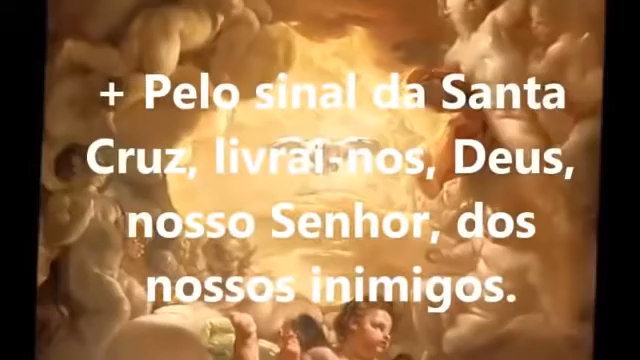 + Pelo sinal da Santa
Cruz, livrai-nos, Deus,
nosso Senhor, dos
nossos inimigos.